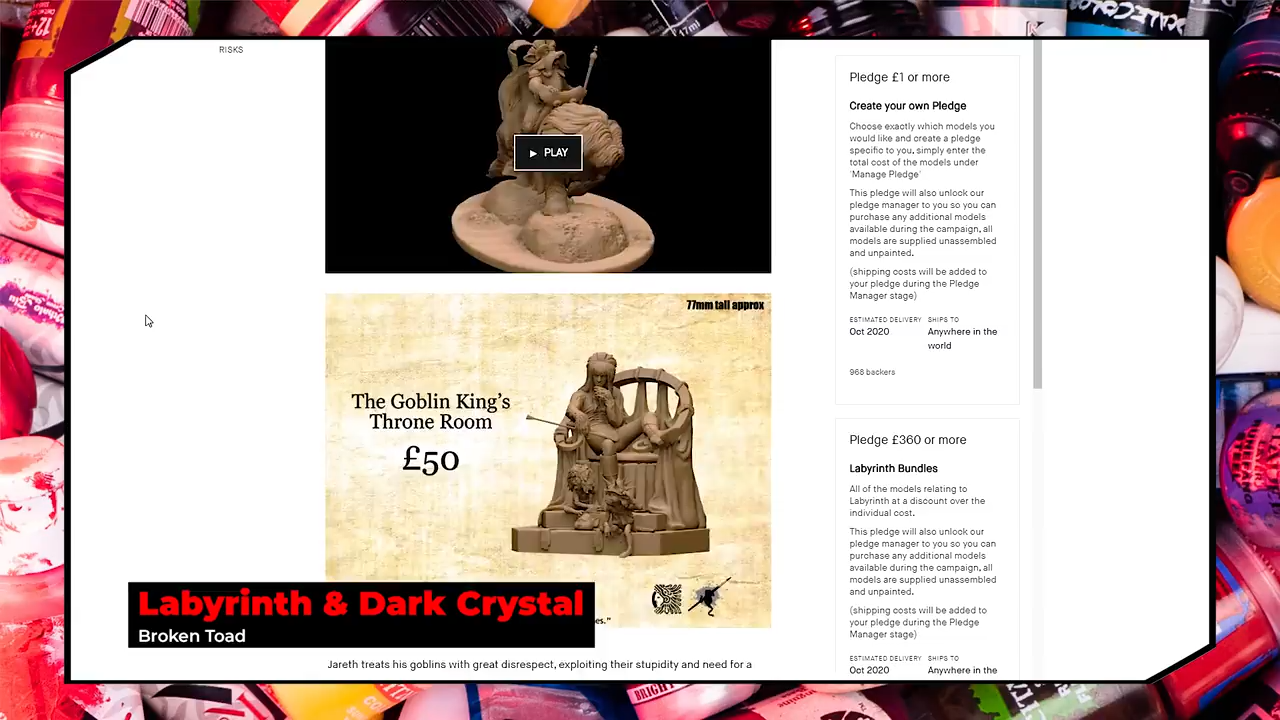 RISKS
PLAY
77mm tall approx
The Goblin King's
Throne Room
£50
es."
Jareth treats his goblins with great disrespect, exploiting their stupidity and need for a
Pledge £1 or more
Create your own Pledge
Choose exactly which models you
would like and create a pledge
specific to you, simply enter the
total cost of the models under
'Manage Pledge'
This pledge will also unlock our
pledge manager to you so you can
purchase any additional models
available during the campaign, all
models are supplied unassembled
and unpainted.
(shipping costs will be added to
your pledge during the Pledge
Manager stage)
ESTIMATED DELIVERY SHIPS TO
Oct 2020 Anywhere in the
world
968 backers
Pledge £360 or more
Labyrinth Bundles
All of the models relating to
Labyrinth at a discount over the
individual cost.
This pledge will also unlock our
pledge manager to you so you can
purchase any additional models
available during the campaign, all
models are supplied unassembled
and unpainted.
(shipping costs will be added to
your pledge during the Pledge
Manager stage)
ESTIMATED DELIVERY SHIPS TO
Oct 2020 Anywhere in the
Labyrinth & Dark Crystal
Broken Toad
12+
17ml
BRIGHT